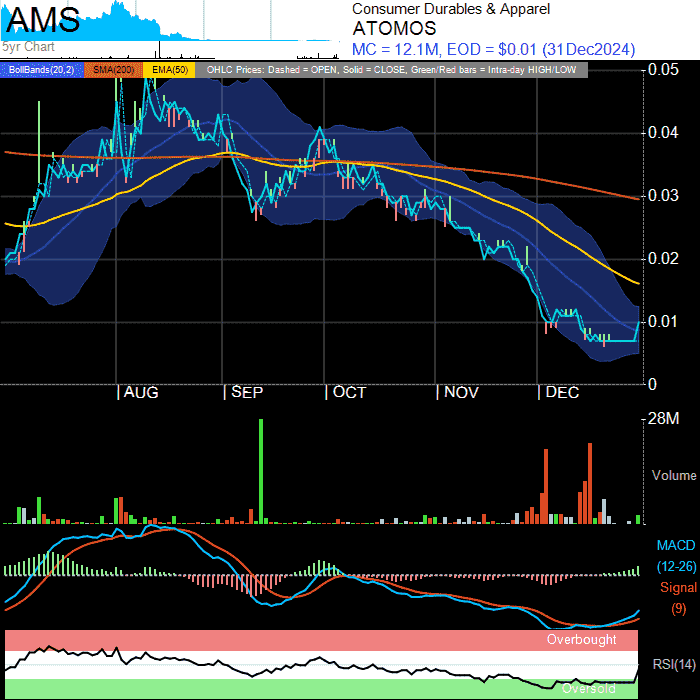 AMS
5yr Chart
Consumer Durables & Apparel
ATOMOS
MC = 12.1M, EOD = $0.01 (31Dec2024)
BollBands(20,2) SMA(200) EMA(50) OHLC Prices: Dashed = OPEN, Solid = CLOSE, Green/Red bars = Intra-day HIGH/LOW
0.05
0.04
0.03
0.02
0.01
0
AUG SEP OCT NOV DEC
28M
Volume
MACD
(12-26)
Signal
(9)
Overbought
RSI(14)
Oversold